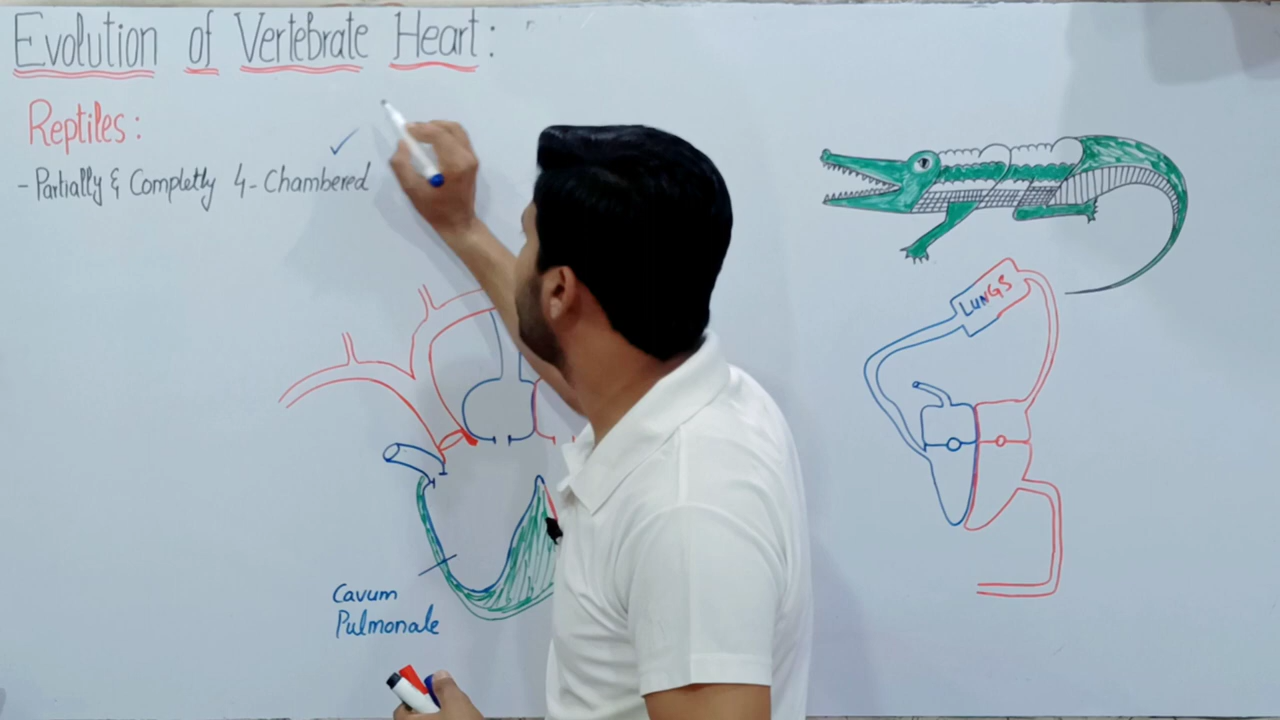 Evolution of Vertebrate Heart:
Reptiles:
- Partially & Completly 4-Chambered
LUNGS
Cavum
Pulmonale